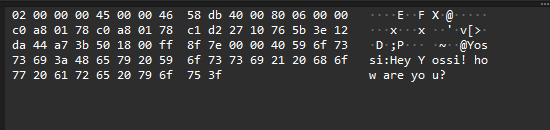 02 00 00 00 45 00 00 46 58 db 40 00 80 06 00 00 ····E··FX·@·····
c0 a8 01 78 c0 a8 01 78 c1 d2 27 10 76 5b 3e 12 ···x···x··'·v[>·
da 44 a7 3b 50 18 00 ff 8f 7e 00 00 40 59 6f 73 ·D·;P····~··@Yos
73 69 3a 48 65 79 20 59 6f 73 73 69 21 20 68 6f si:Hey Y ossi! ho
77 20 61 72 65 20 79 6f 75 3f w are yo u?